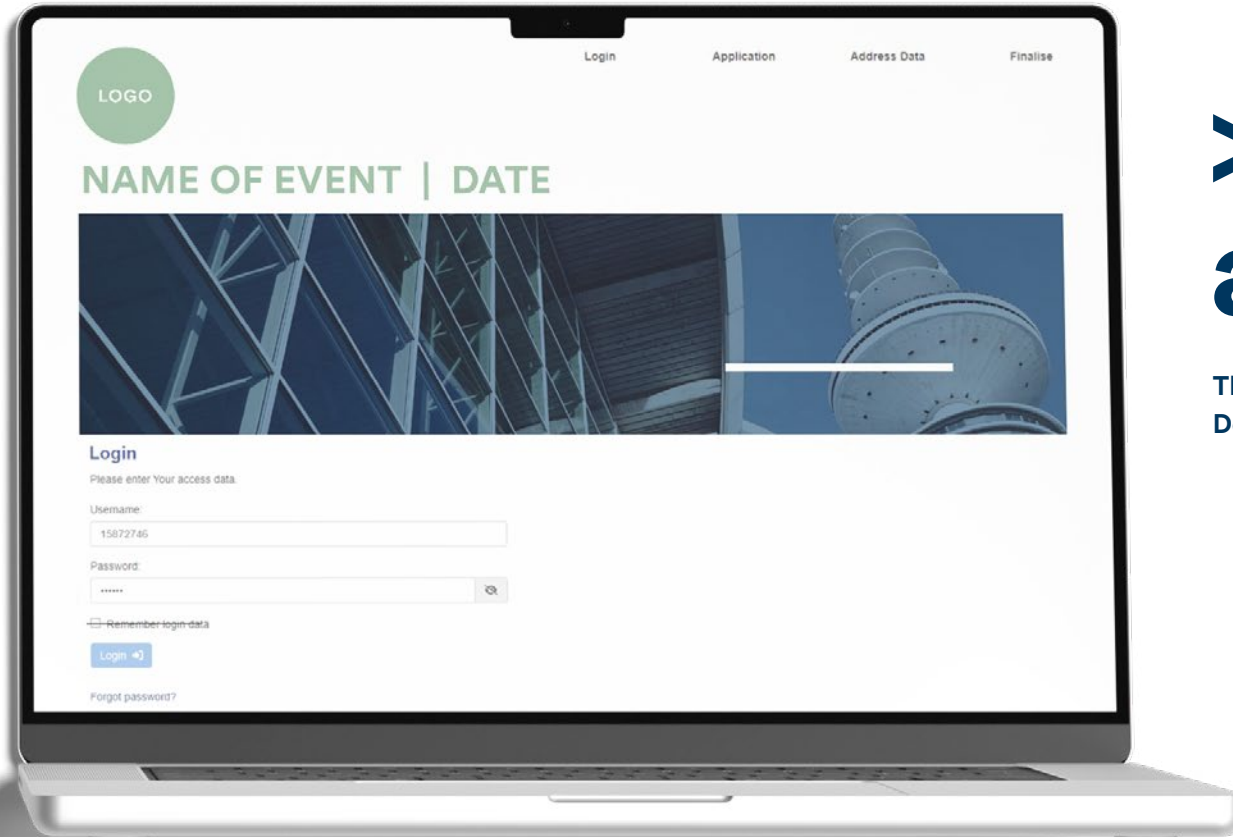 Login Application Address Data Finalise
LOGO
NAME OF EVENT | DATE
Login
Please enter Your access data.
Username:
15872746
Password:
••••••
Remember login data
Login
Forgot password?